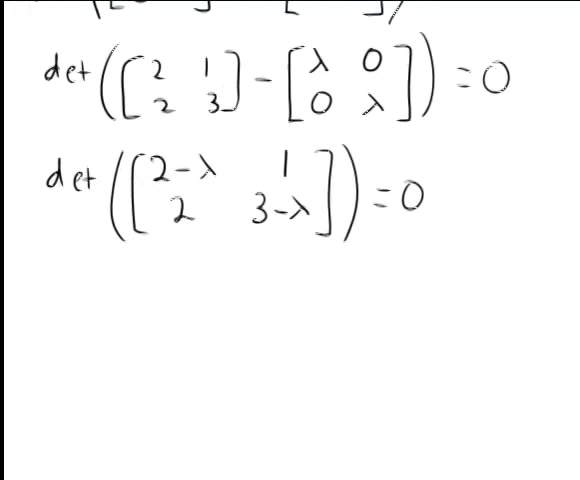 det([2 1 2 3] - [λ 0 0 λ]) = 0
det([2-λ 1 2 3-λ]) = 0